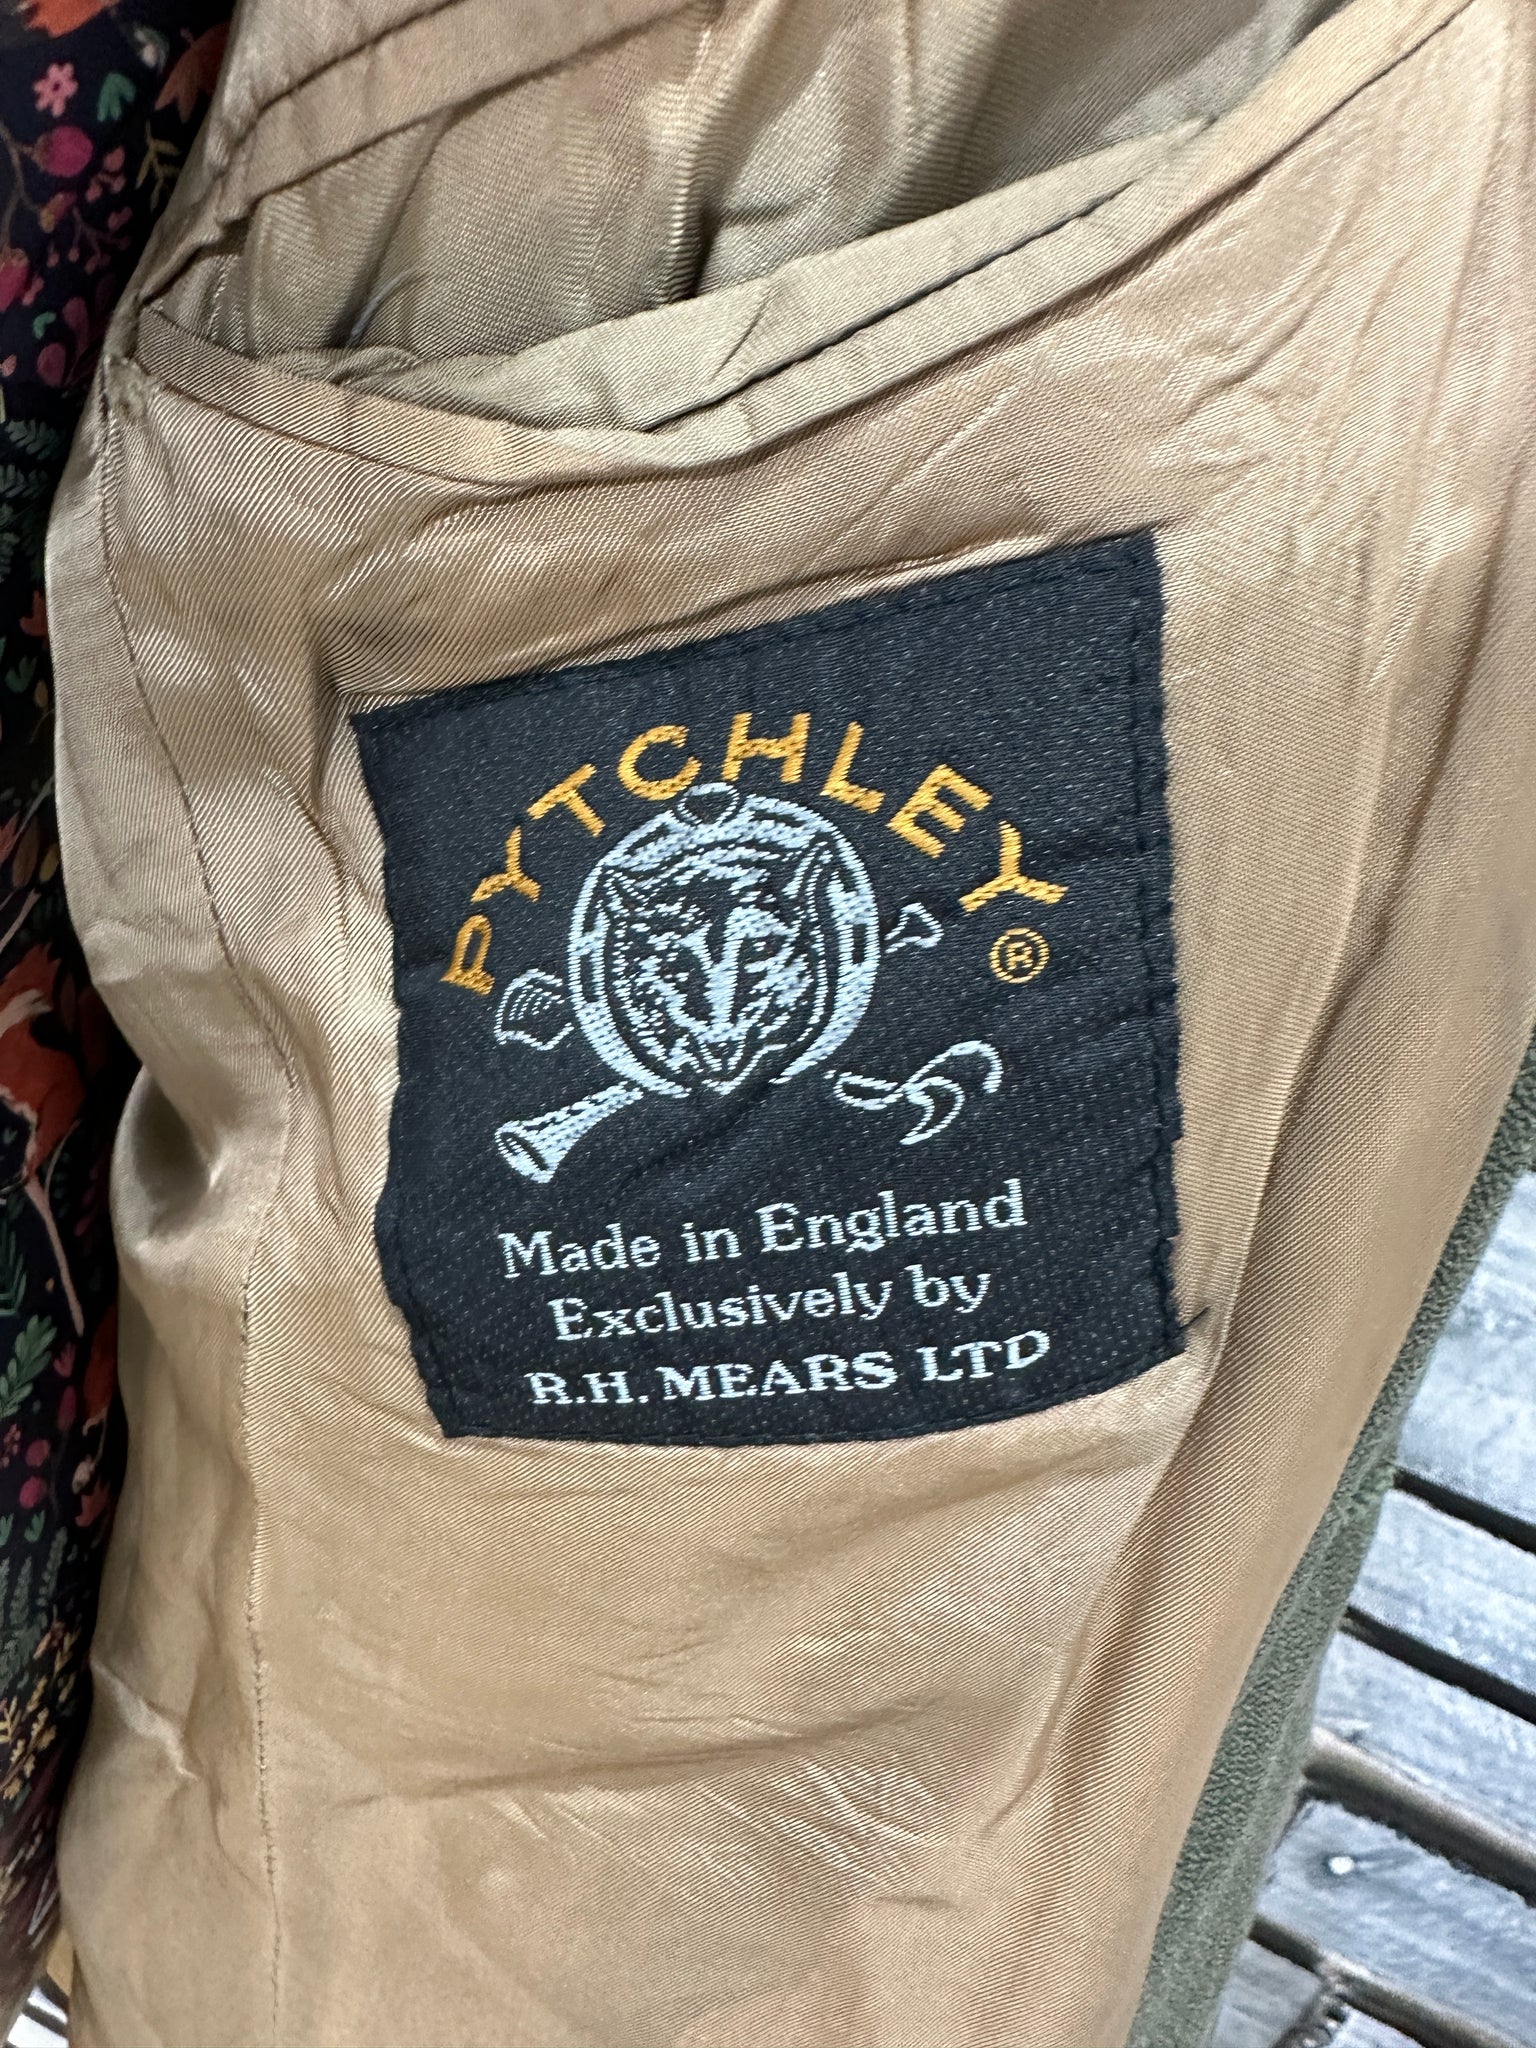 PYTCHLEY ®
Made in England
Exclusively by
R.H. MEARS LTD